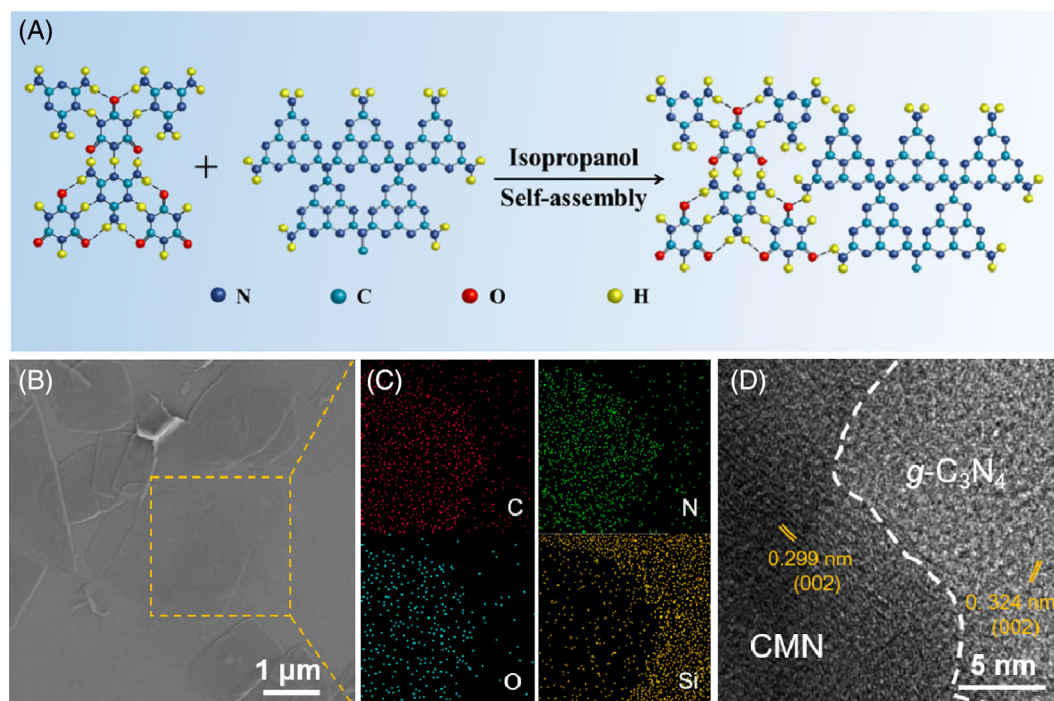 (A)
+
Isopropanol
Self-assembly
N C O H
(B)
1 μm
(C)
C
N
O
Si
(D)
g-C₃N₄
0.299 nm
(002)
0. 324 nm
(002)
CMN
5 nm